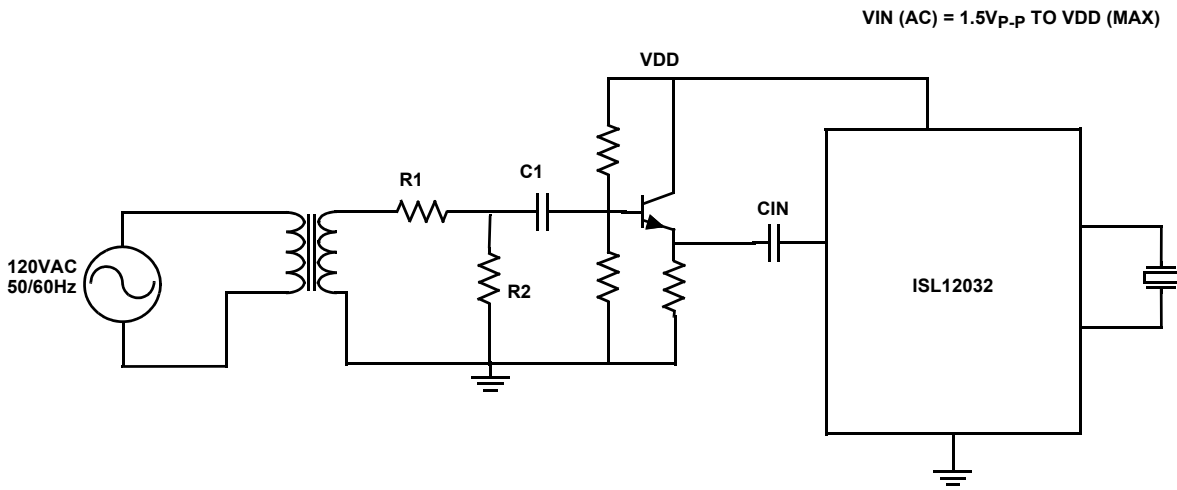 VIN (AC) = 1.5VP-P TO VDD (MAX)
VDD
C1
R1
CIN
120VAC
50/60Hz
R2
ISL12032